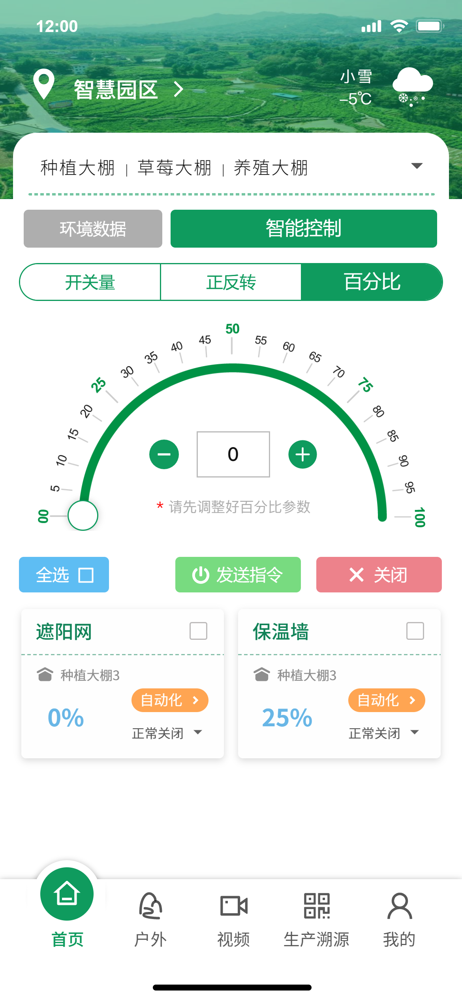 12:00
智慧园区
小雪
-5℃
种植大棚 | 草莓大棚 | 养殖大棚
环境数据
智能控制
开关量
正反转
百分比
00
5
10
15
20
25
30
35
40
45
50
55
60
65
70
75
80
85
90
95
100
0
* 请先调整好百分比参数
全选
发送指令
关闭
遮阳网
种植大棚3
自动化
0%
正常关闭
保温墙
种植大棚3
自动化
25%
正常关闭
首页
户外
视频
生产溯源
我的